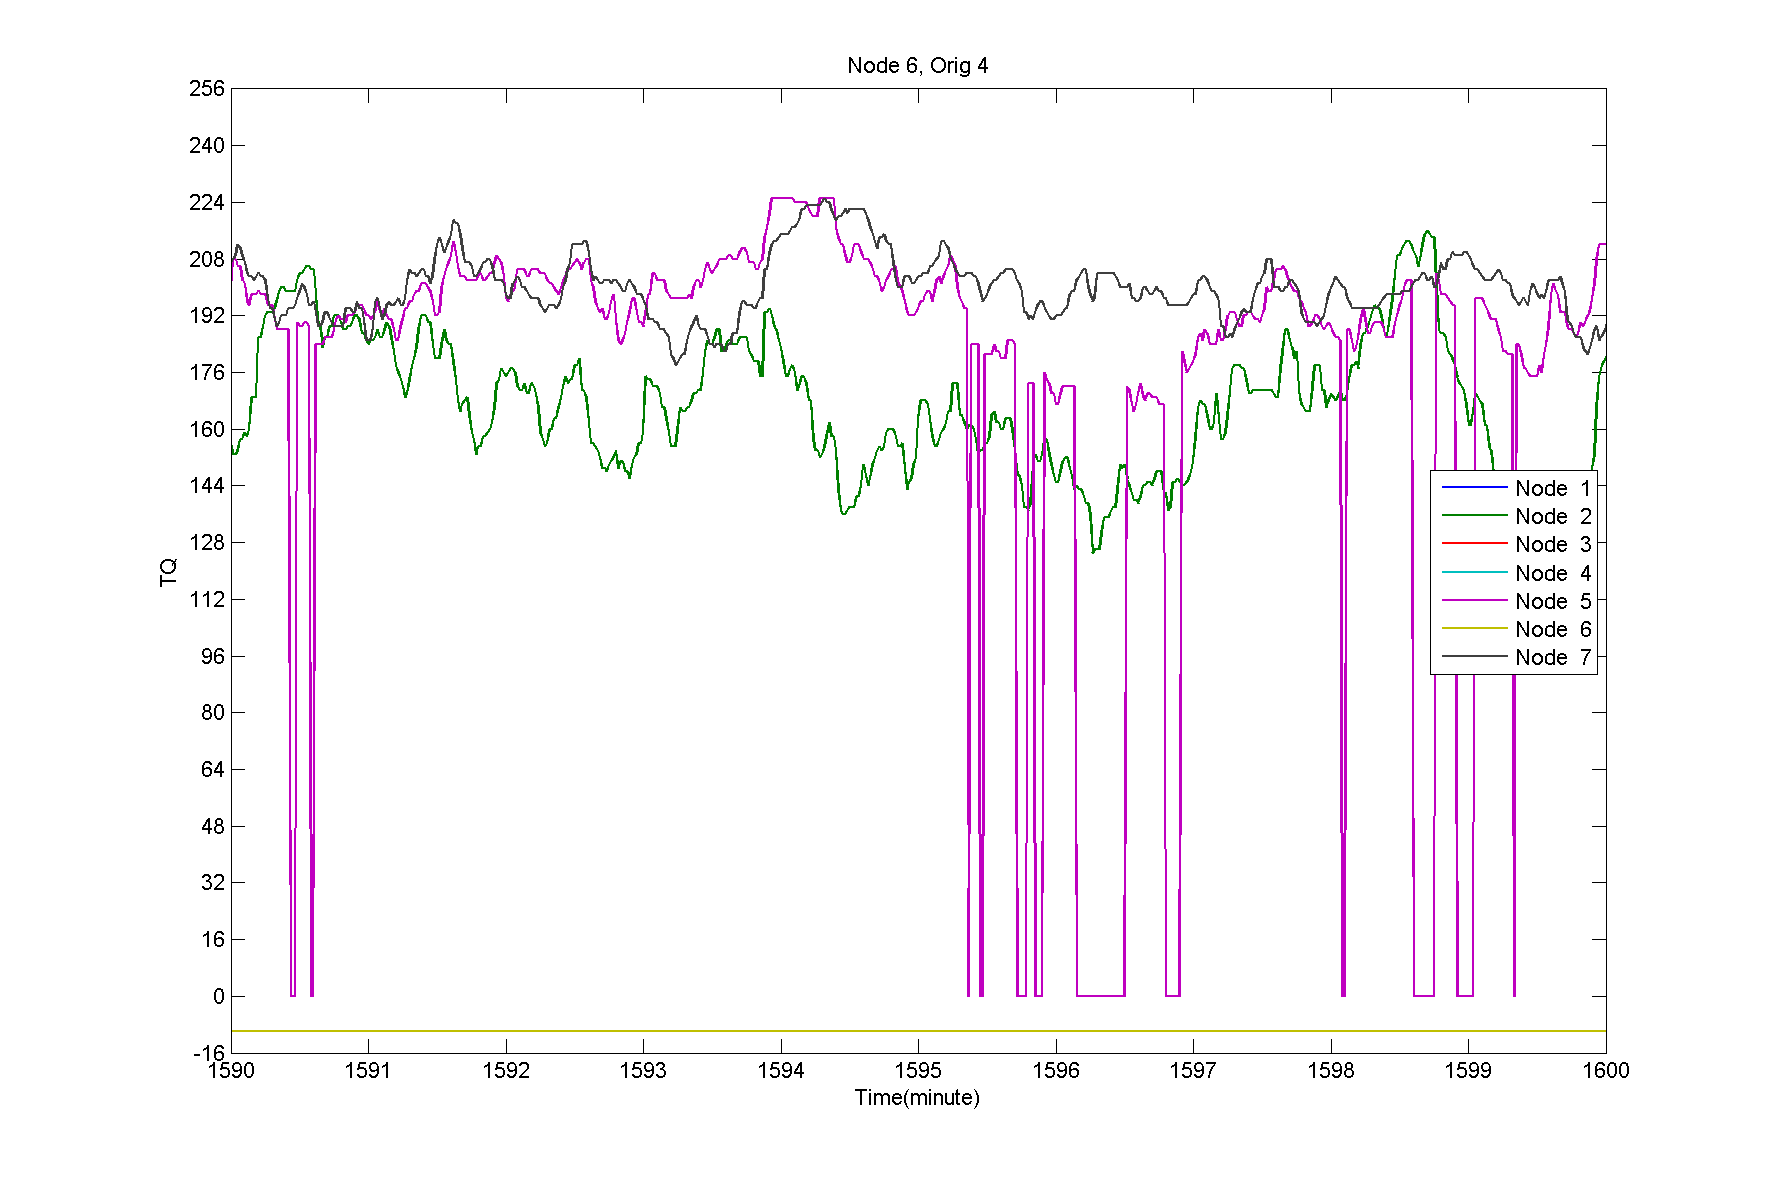 Node 6, Orig 4
256
240
224
208
192
176
160
144
128
112
96
80
64
48
32
16
0
-16
TQ
Node 1
Node 2
Node 3
Node 4
Node 5
Node 6
Node 7
1590 1591 1592 1593 1594 1595 1596 1597 1598 1599 1600
Time(minute)